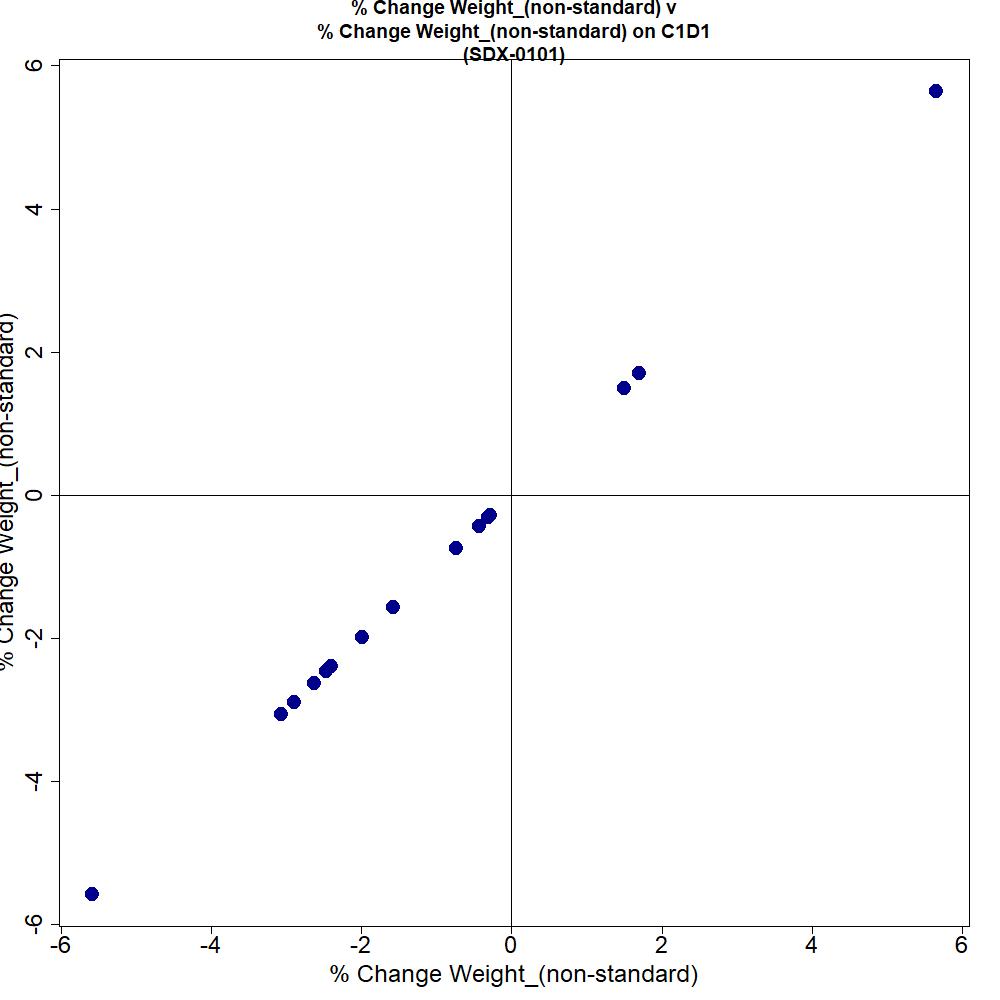 % Change Weight_(non-standard) v
% Change Weight_(non-standard) on C1D1
(SDX-0101)
% Change Weight_(non-standard)
6
4
2
0
-2
-4
-6
-6
-4
-2
0
2
4
6
% Change Weight_(non-standard)